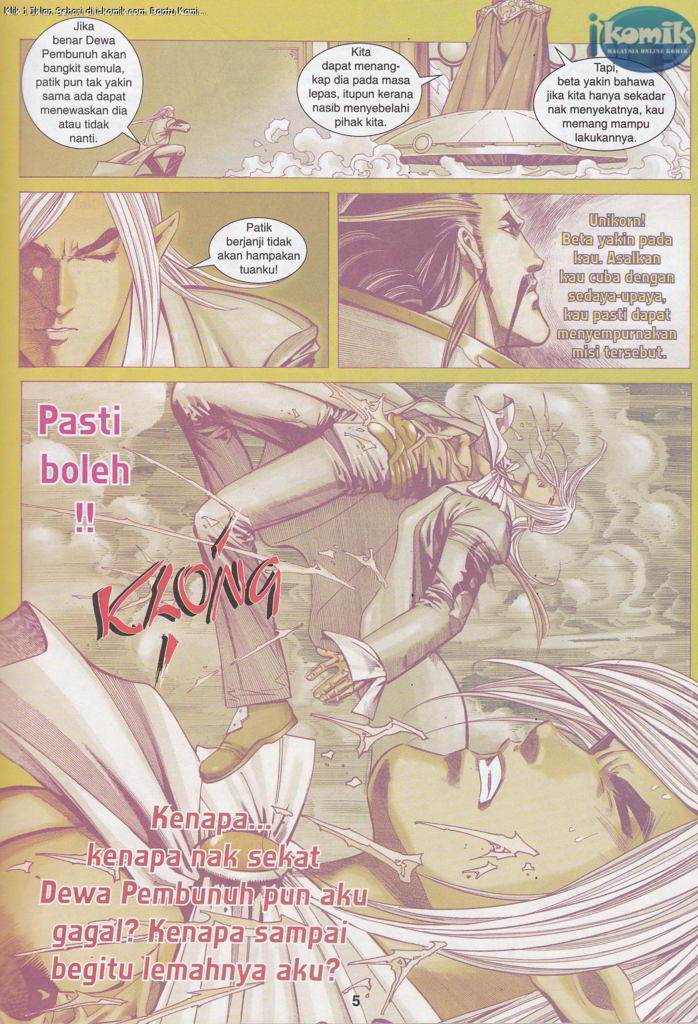 Klik 1 Iklan Sehari di i-komik.com. Bantu Kami...
ikomik
MALAYSIA ONLINE KOMIK
Jika
benar Dewa
Pembunuh akan
bangkit semula,
patik pun tak yakin
sama ada dapat
menewaskan dia
atau tidak
nanti.
Kita
dapat menang-
kap dia pada masa
lepas, itupun kerana
nasib menyebelahi
pihak kita.
Tapi,
beta yakin bahawa
jika kita hanya sekadar
nak menyekatnya, kau
memang mampu
lakukannya.
Patik
berjanji tidak
akan hampakan
tuanku!
Unikorn!
Beta yakin pada
kau. Asalkan
kau cuba dengan
sedaya-upaya,
kau pasti dapat
menyempurnakan
misi tersebut.
Pasti
boleh
!!
KLONG!
Kenapa...
kenapa nak sekat
Dewa Pembunuh pun aku
gagal? Kenapa sampai
begitu lemahnya aku?
5